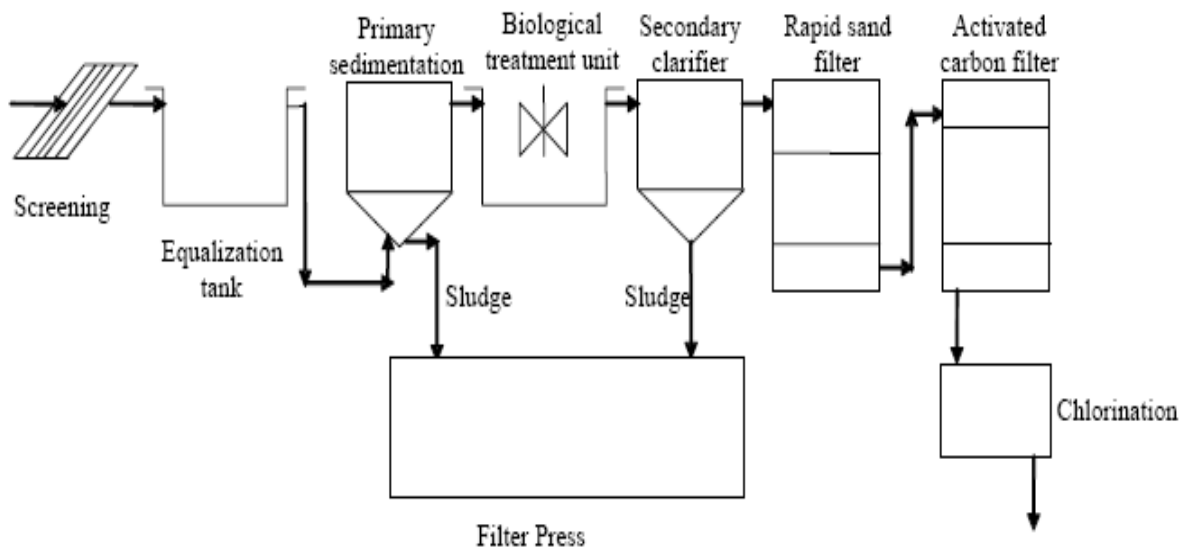 Primary
sedimentation
Biological
treatment unit
Secondary
clarifier
Rapid sand
filter
Activated
carbon filter
Screening
Equalization
tank
Sludge
Sludge
Chlorination
Filter Press